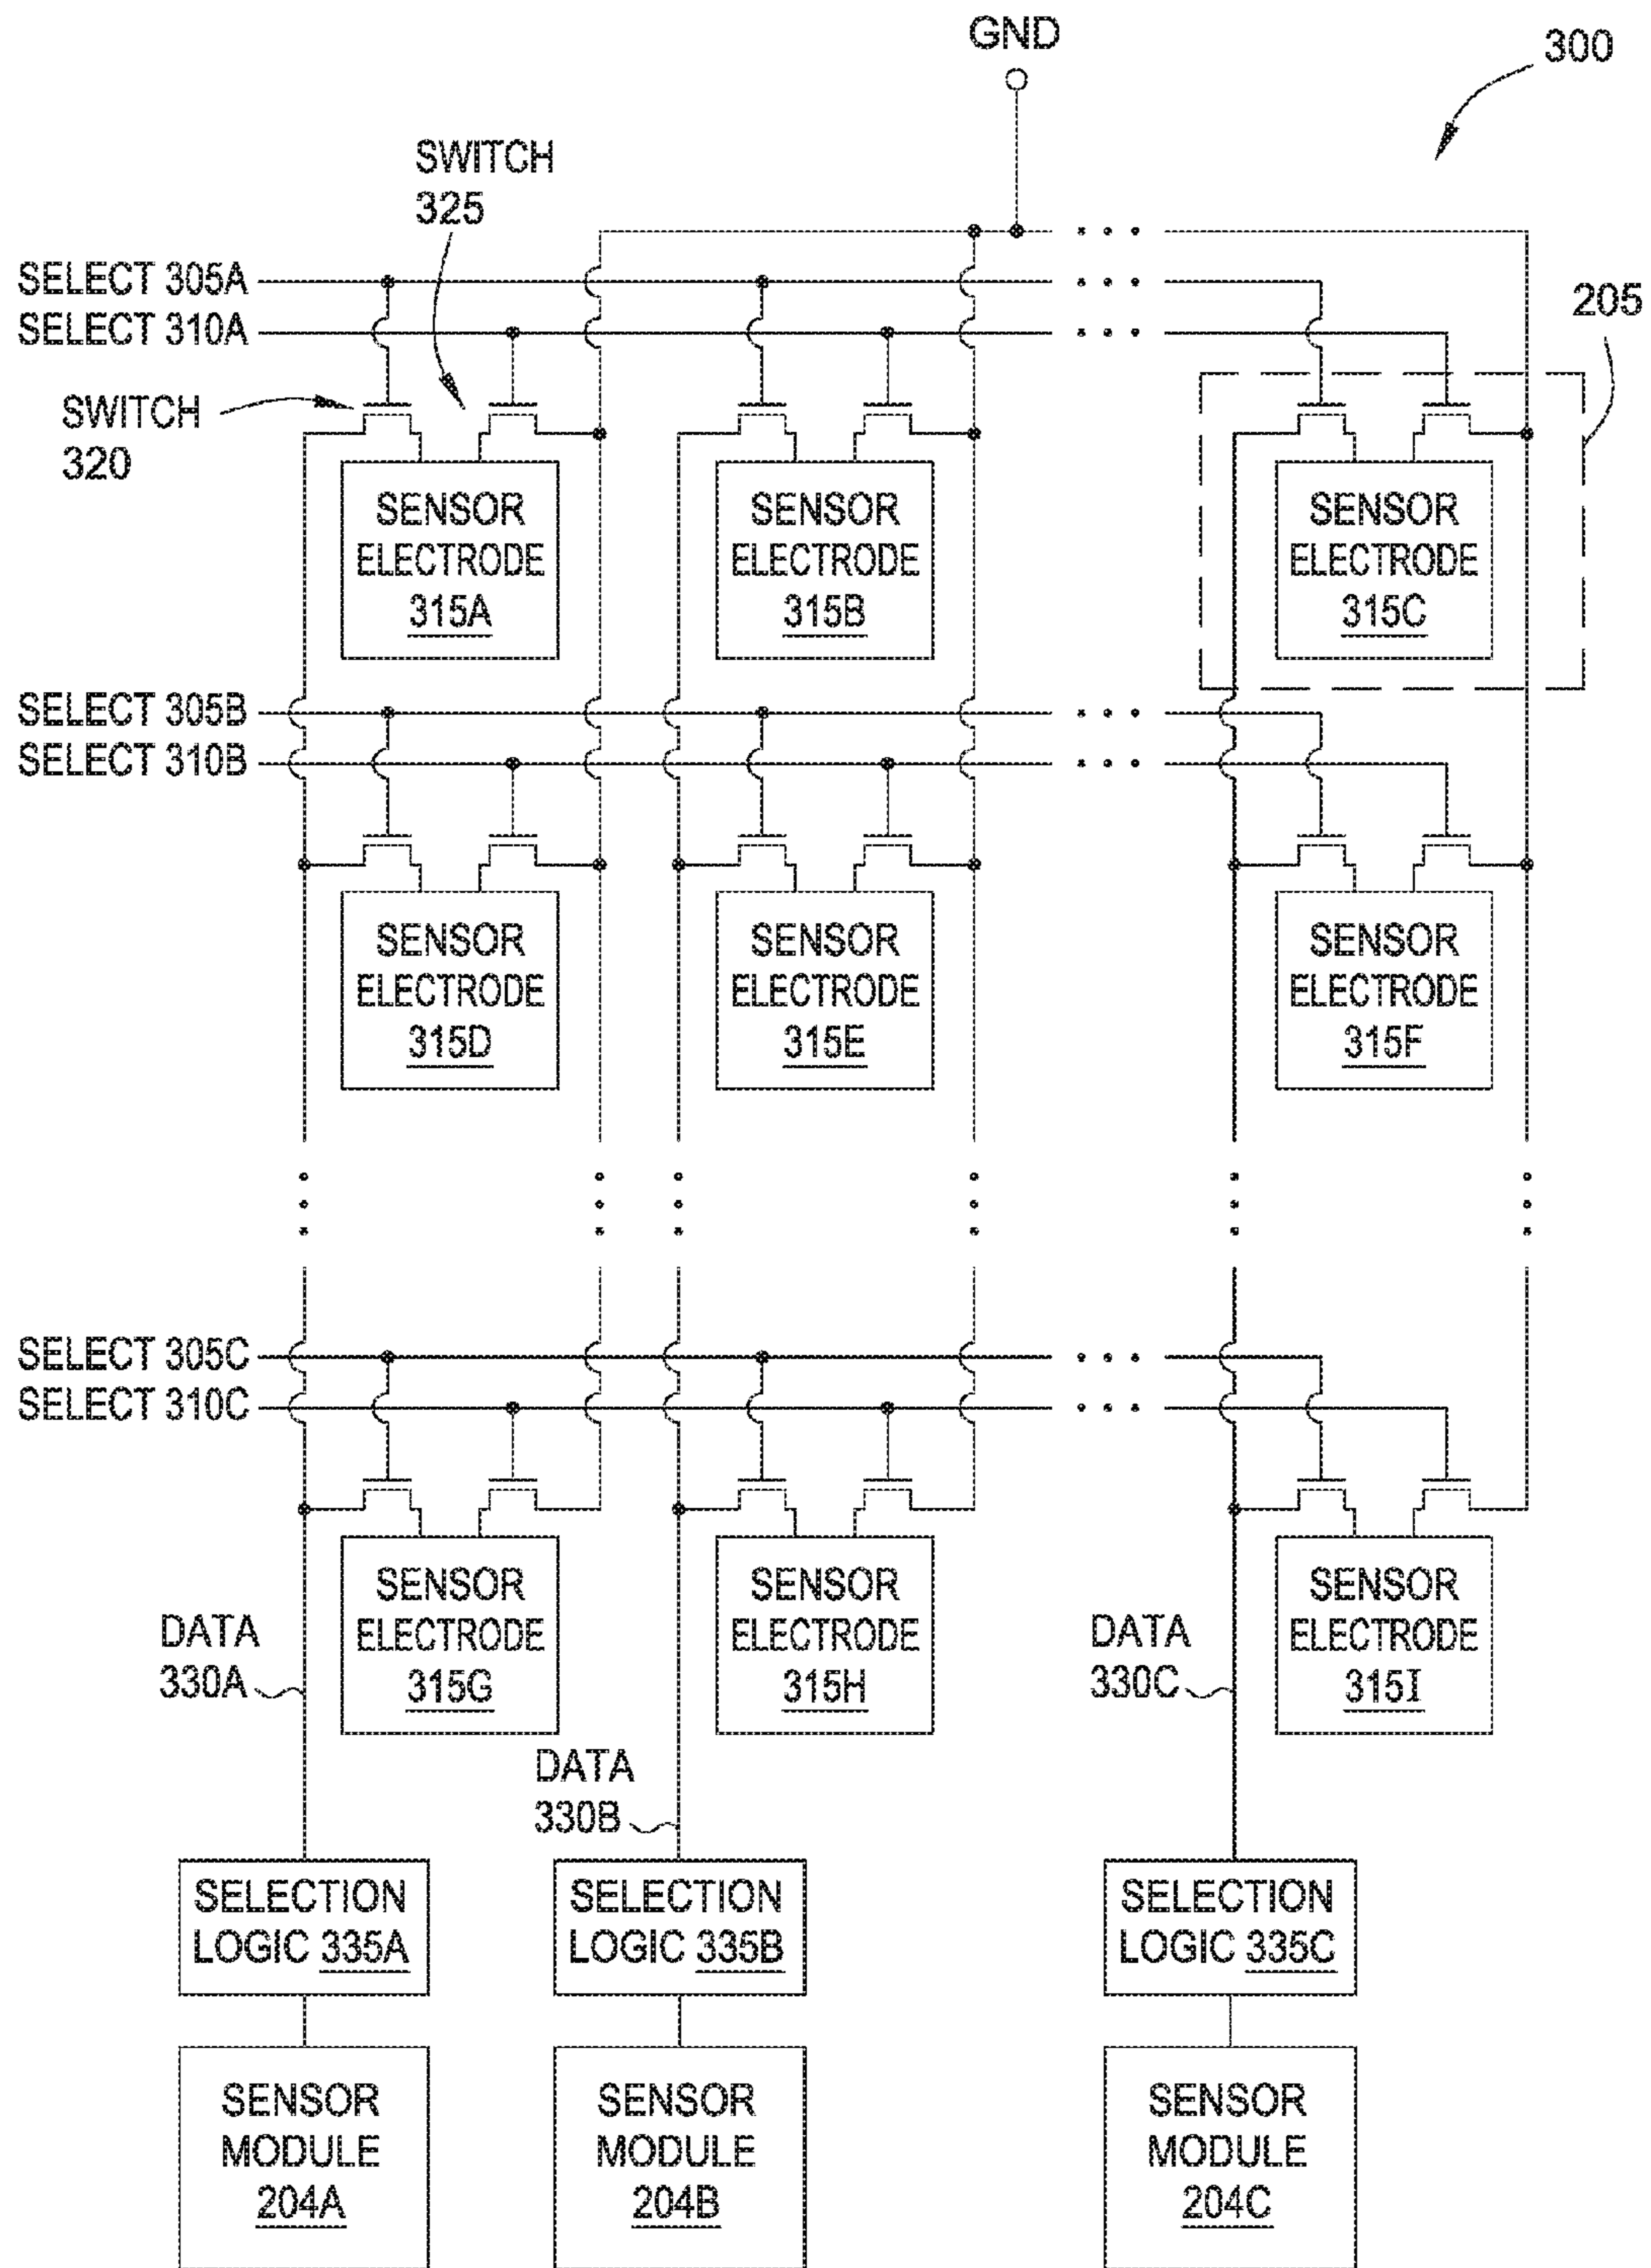 GND
300
SWITCH
325
SELECT 305A
SELECT 310A
205
SWITCH
320
SENSOR
ELECTRODE
315A
SENSOR
ELECTRODE
315B
SENSOR
ELECTRODE
315C
SELECT 305B
SELECT 310B
SENSOR
ELECTRODE
315D
SENSOR
ELECTRODE
315E
SENSOR
ELECTRODE
315F
SELECT 305C
SELECT 310C
SENSOR
ELECTRODE
315G
SENSOR
ELECTRODE
315H
SENSOR
ELECTRODE
315I
DATA
330A
DATA
330B
DATA
330C
SELECTION
LOGIC 335A
SELECTION
LOGIC 335B
SELECTION
LOGIC 335C
SENSOR
MODULE
204A
SENSOR
MODULE
204B
SENSOR
MODULE
204C